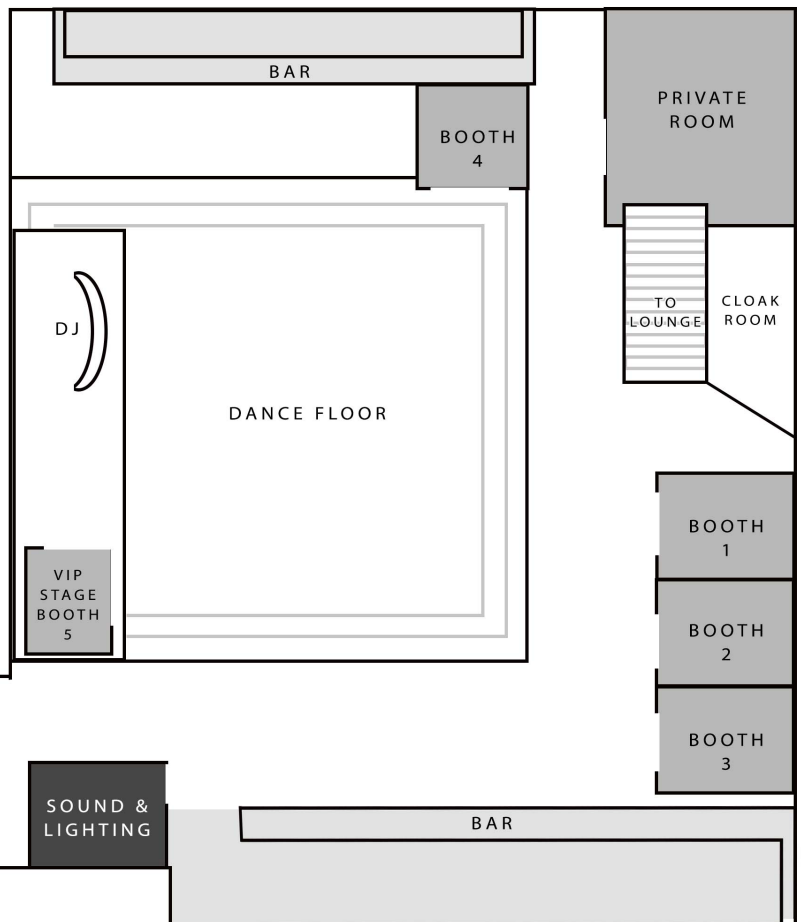 BAR
PRIVATE
ROOM
BOOTH
4
TO
LOUNGE
CLOAK
ROOM
DJ
DANCE FLOOR
BOOTH
1
VIP
STAGE
BOOTH
5
BOOTH
2
BOOTH
3
SOUND &
LIGHTING
BAR